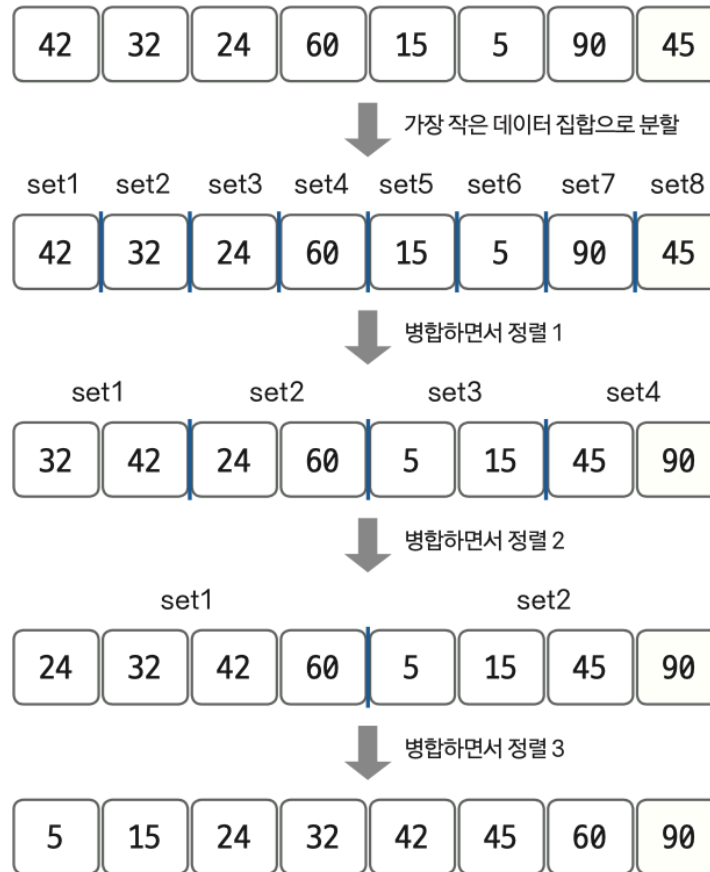 42 32 24 60 15 5 90 45
가장 작은 데이터 집합으로 분할
set1 set2 set3 set4 set5 set6 set7 set8
42 32 24 60 15 5 90 45
병합하면서 정렬 1
set1 set2 set3 set4
32 42 24 60 5 15 45 90
병합하면서 정렬 2
set1 set2
24 32 42 60 5 15 45 90
병합하면서 정렬 3
5 15 24 32 42 45 60 90